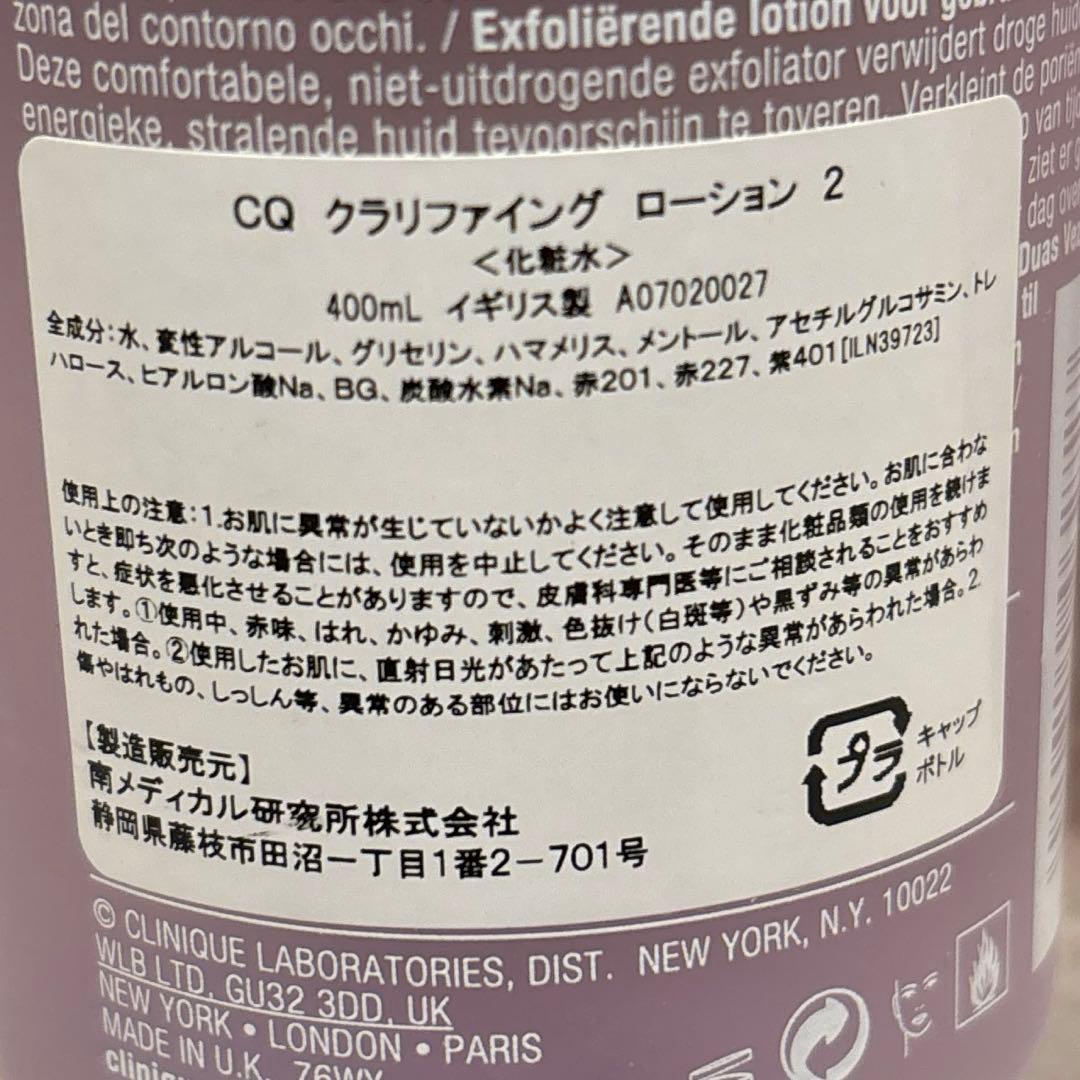 zona del contorno occhi. / Exfoliërende lotion voor
Deze comfortabele, niet-uitdrogende exfoliator verwijdert droge huid
energieke, stralende huid tevoorschijn te toveren. Verkleint de poriën
van
ziet er
dag
Duas
til
CQ クラリファイング ローション 2
<化粧水>
400mL イギリス製 A07020027
全成分:水、変性アルコール、グリセリン、ハマメリス、メントール、アセチルグルコサミン、トレ
ハロース、ヒアルロン酸Na、BG、炭酸水素Na、赤201、赤227、紫401[ILN39723]
使用上の注意:1.お肌に異常が生じていないかよく注意して使用してください。お肌に合わな
いとき即ち次のような場合には、使用を中止してください。そのまま化粧品類の使用を続けま
すと、症状を悪化させることがありますので、皮膚科専門医等にご相談されることをおすすめ
します。①使用中、赤味、はれ、かゆみ、刺激、色抜け(白斑等)や黒ずみ等の異常があらわ
れた場合。②使用したお肌に、直射日光があたって上記のような異常があらわれた場合。2.
傷やはれもの、しっしん等、異常のある部位にはお使いにならないでください。
【製造販売元】
南メディカル研究所株式会社
静岡県藤枝市田沼一丁目1番2-701号
プラ
キャップ
ボトル
© CLINIQUE LABORATORIES, DIST. NEW YORK, N.Y. 10022
WLB LTD, GU32 3DD, UK
NEW YORK • LONDON • PARIS
MADE IN U.K. 76WY